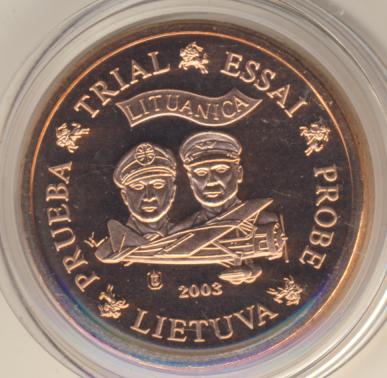 PRUEBA
TRIAL
ESSAI
PROBE
LITUANICA
2003
LIETUVA